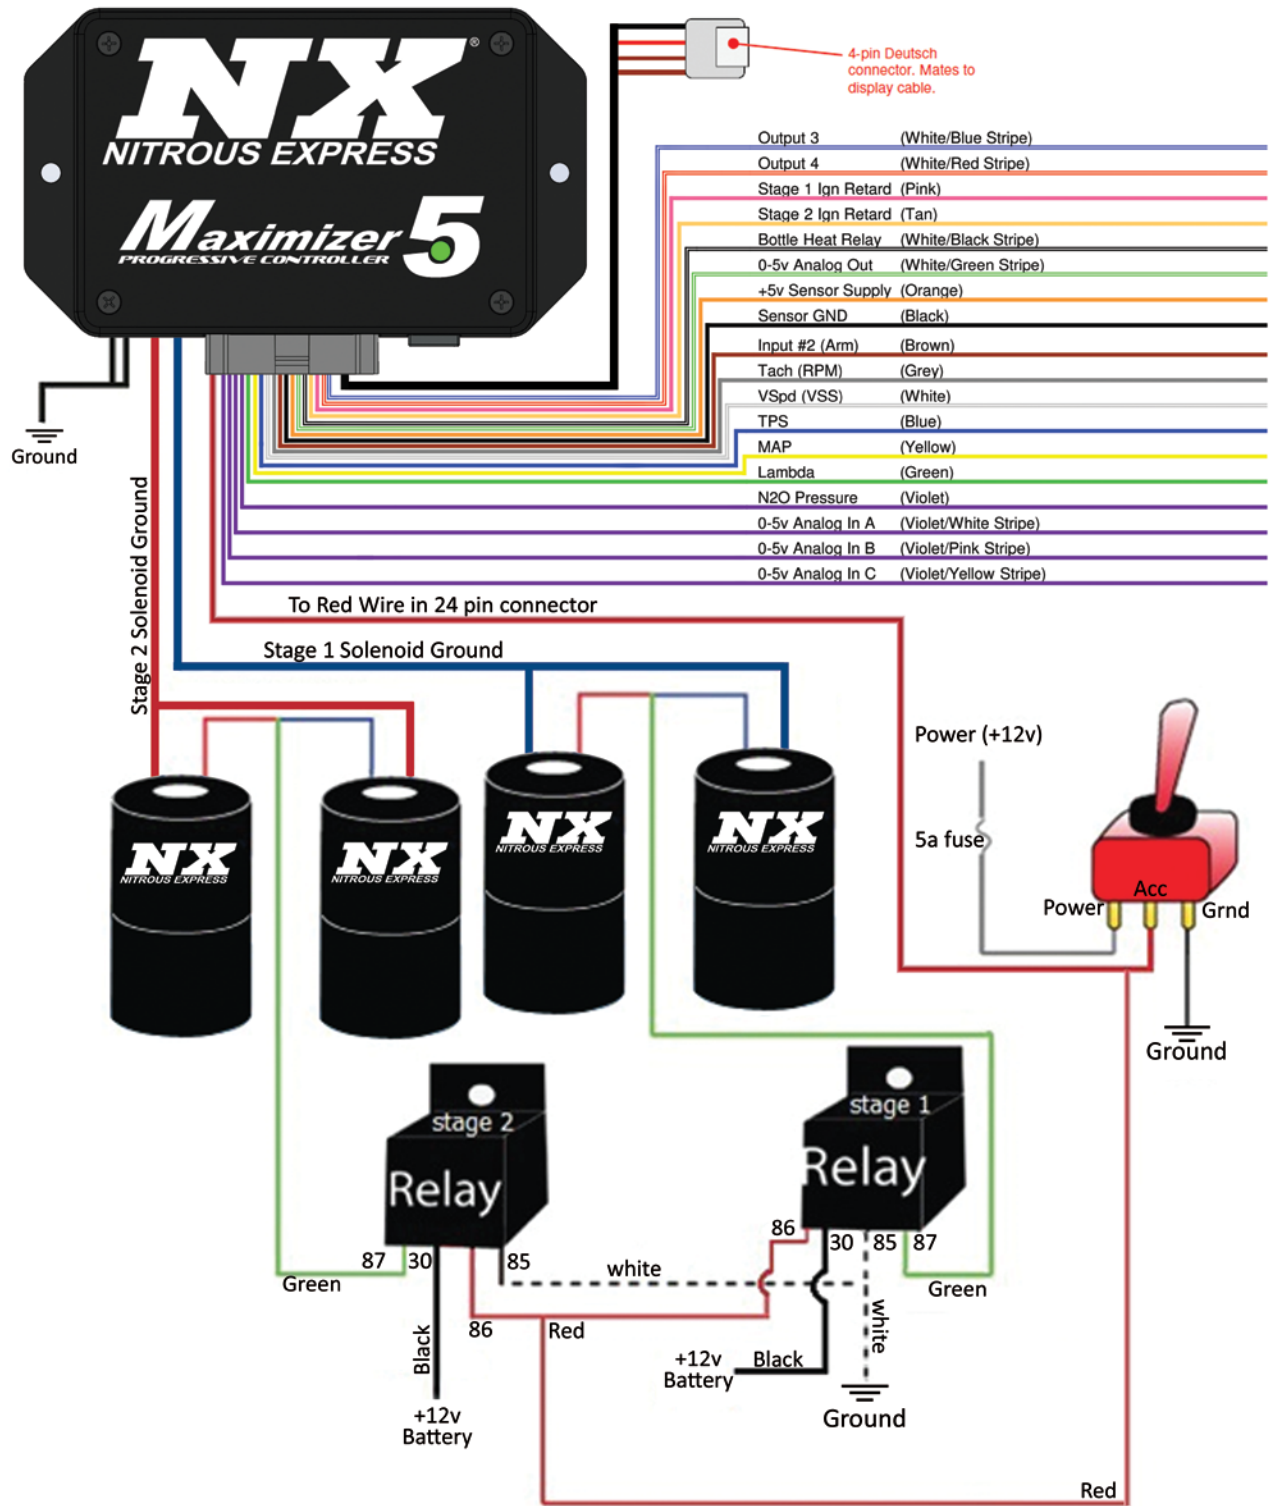 NX®
NITROUS EXPRESS
Maximizer 5
PROGRESSIVE CONTROLLER
4-pin Deutsch
connector. Mates to
display cable.
Output 3 (White/Blue Stripe)
Output 4 (White/Red Stripe)
Stage 1 Ign Retard (Pink)
Stage 2 Ign Retard (Tan)
Bottle Heat Relay (White/Black Stripe)
0-5v Analog Out (White/Green Stripe)
+5v Sensor Supply (Orange)
Sensor GND (Black)
Input #2 (Arm) (Brown)
Tach (RPM) (Grey)
VSpd (VSS) (White)
TPS (Blue)
MAP (Yellow)
Lambda (Green)
N2O Pressure (Violet)
0-5v Analog In A (Violet/White Stripe)
0-5v Analog In B (Violet/Pink Stripe)
0-5v Analog In C (Violet/Yellow Stripe)
Ground
Stage 2 Solenoid Ground
To Red Wire in 24 pin connector
Stage 1 Solenoid Ground
NX
NITROUS EXPRESS
NX
NITROUS EXPRESS
NX
NITROUS EXPRESS
NX
NITROUS EXPRESS
Power (+12v)
5a fuse
Acc
Power
Grnd
Ground
stage 2
Relay
87
30
85
86
Green
Black
+12v
Battery
white
Red
stage 1
Relay
86
30
85
87
Green
white
+12v
Battery
Black
Ground
Red